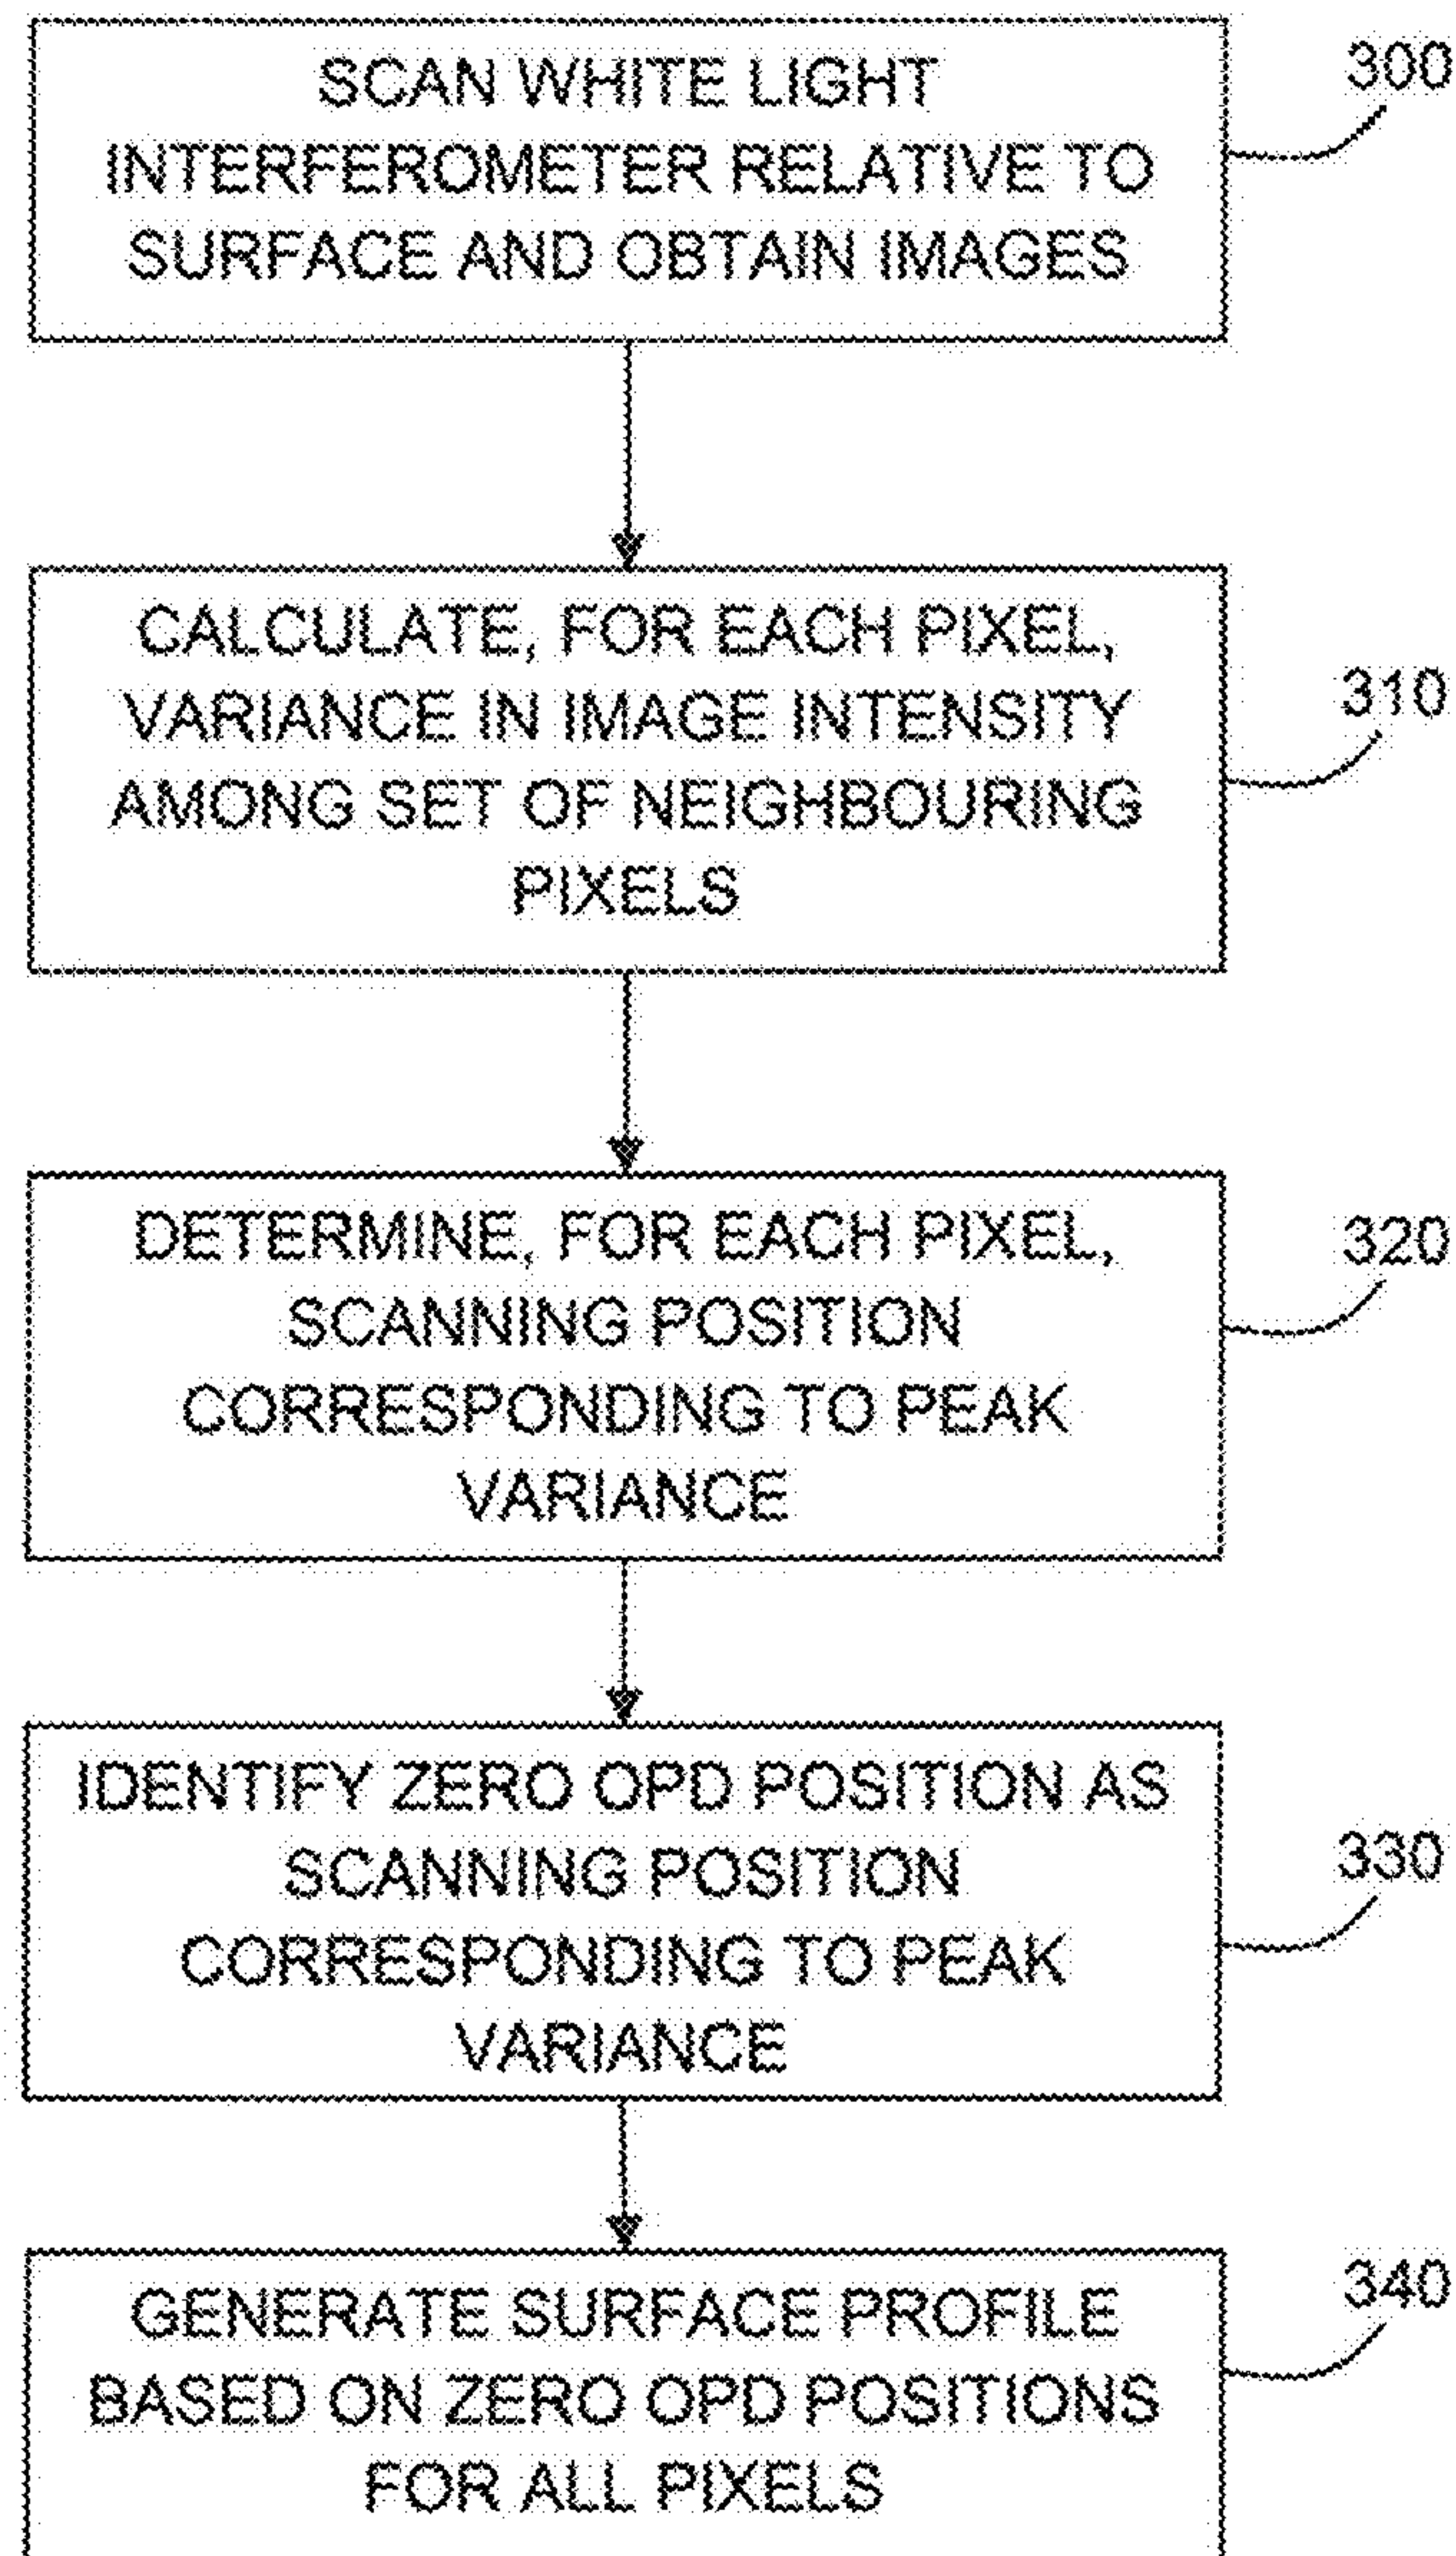 SCAN WHITE LIGHT
INTERFEROMETER RELATIVE TO
SURFACE AND OBTAIN IMAGES
300
CALCULATE, FOR EACH PIXEL,
VARIANCE IN IMAGE INTENSITY
AMONG SET OF NEIGHBOURING
PIXELS
310
DETERMINE, FOR EACH PIXEL,
SCANNING POSITION
CORRESPONDING TO PEAK
VARIANCE
320
IDENTIFY ZERO OPD POSITION AS
SCANNING POSITION
CORRESPONDING TO PEAK
VARIANCE
330
GENERATE SURFACE PROFILE
BASED ON ZERO OPD POSITIONS
FOR ALL PIXELS
340